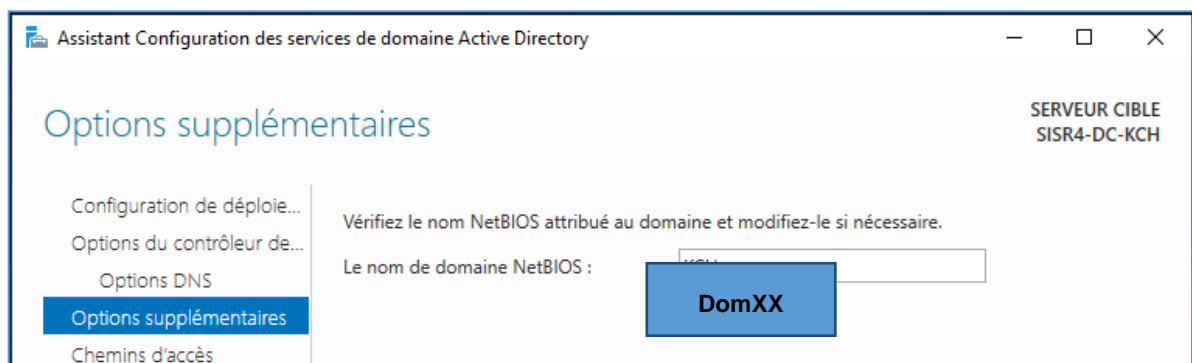 Assistant Configuration des services de domaine Active Directory
Options supplémentaires
SERVEUR CIBLE
SISR4-DC-KCH
Configuration de déploie...
Options du contrôleur de...
Options DNS
Options supplémentaires
Chemins d'accès
Vérifiez le nom NetBIOS attribué au domaine et modifiez-le si nécessaire.
Le nom de domaine NetBIOS :
DomXX